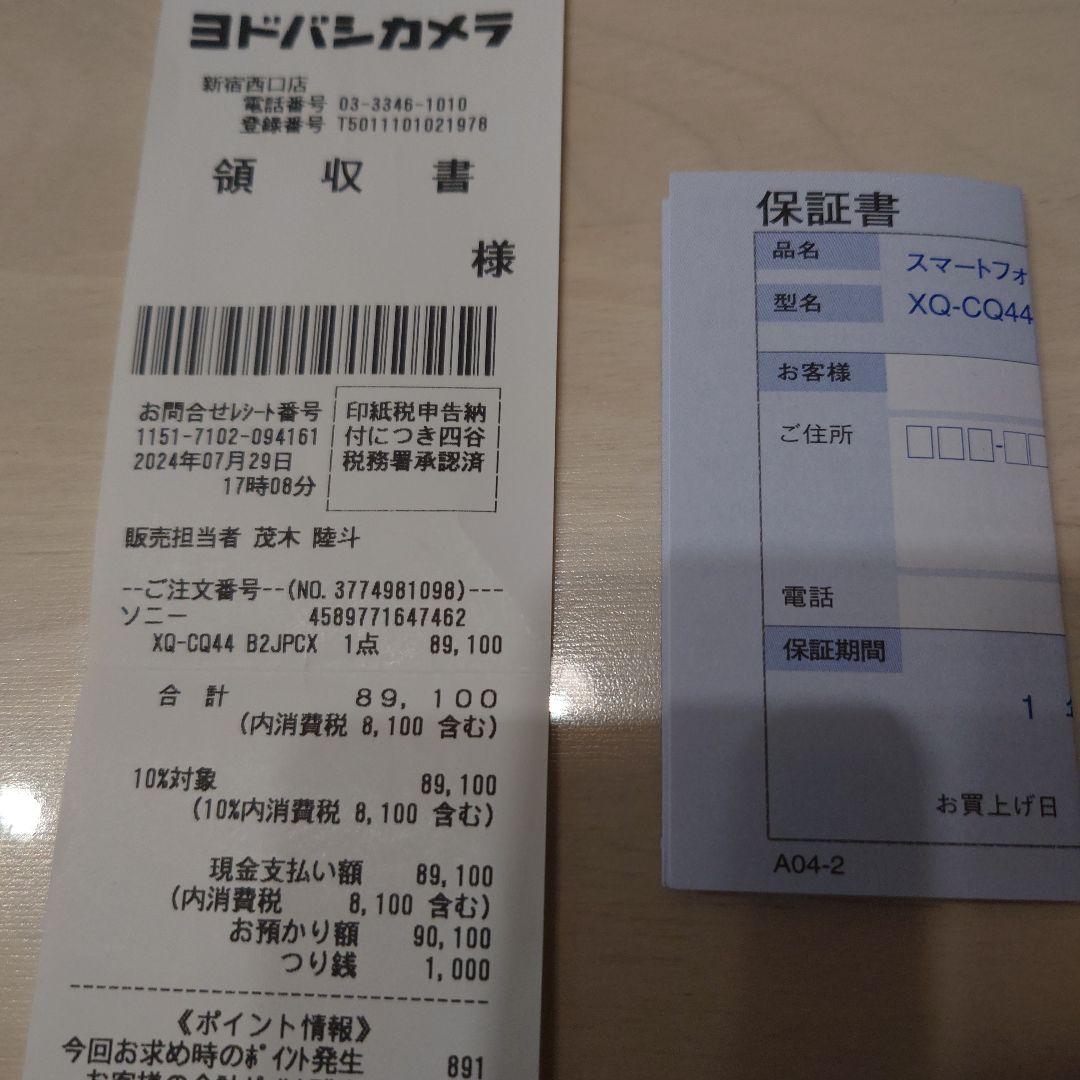 ヨドバシカメラ
新宿西口店
電話番号 03-3346-1010
登録番号 T5011101021978
領 収 書
様
お問合せﾚｼｰﾄ番号
1151-7102-094161
2024年07月29日
17時08分
印紙税申告納
付につき四谷
税務署承認済
販売担当者 茂木 陸斗
--ご注文番号--(NO. 3774981098)---
ソニー 4589771647462
XQ-CQ44 B2JPCX 1点 89,100
合 計 89,100
(内消費税 8,100 含む)
10%対象 89,100
(10%内消費税 8,100 含む)
現金支払い額 89,100
(内消費税 8,100 含む)
お預かり額 90,100
つり銭 1,000
《ポイント情報》
今回お求め時のﾎﾟｲﾝﾄ発生 891
保証書
品名 スマートフォ
型名 XQ-CQ44
お客様
ご住所
電話
保証期間
1
お買上げ日
A04-2